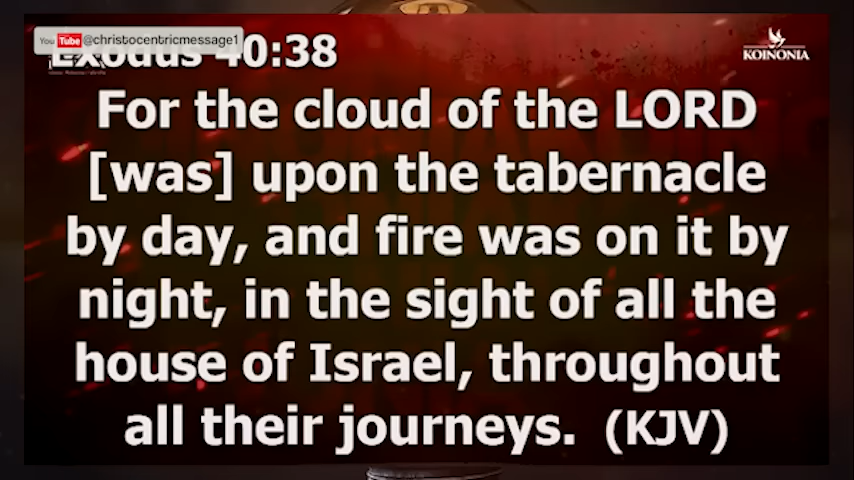 You Tube @christocentricmessage1
Exodus 40:38
KOINONIA
For the cloud of the LORD
[was] upon the tabernacle
by day, and fire was on it by
night, in the sight of all the
house of Israel, throughout
all their journeys. (KJV)